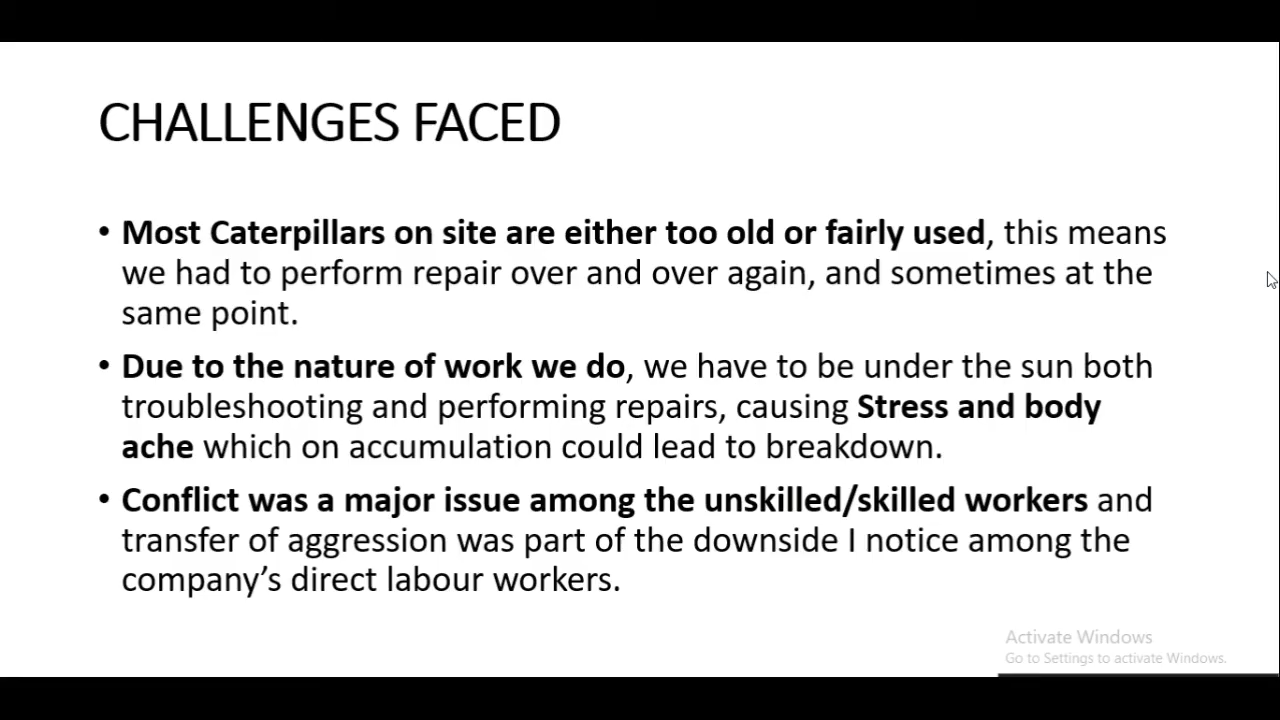 CHALLENGES FACED
• Most Caterpillars on site are either too old or fairly used, this means
we had to perform repair over and over again, and sometimes at the
same point.
• Due to the nature of work we do, we have to be under the sun both
troubleshooting and performing repairs, causing Stress and body
ache which on accumulation could lead to breakdown.
• Conflict was a major issue among the unskilled/skilled workers and
transfer of aggression was part of the downside I notice among the
company’s direct labour workers.
Activate Windows
Go to Settings to activate Windows.